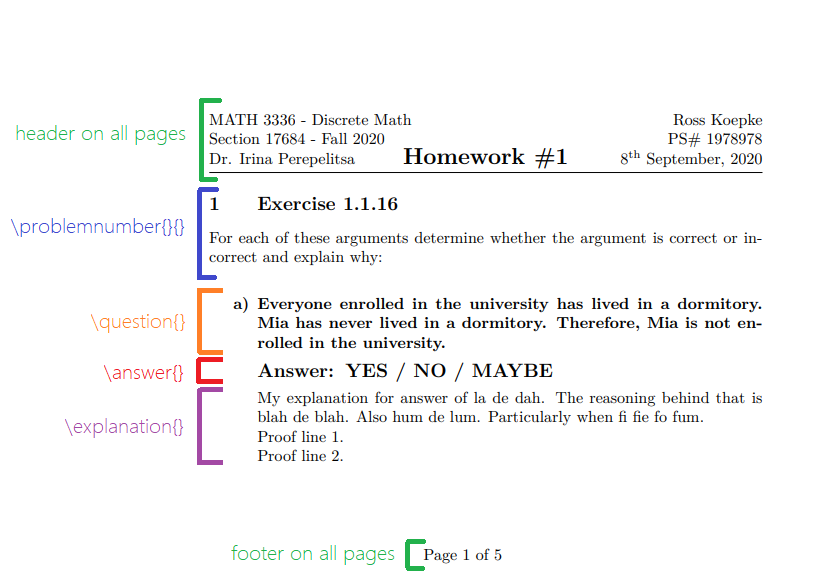 header on all pages
MATH 3336 - Discrete Math
Ross Koepke
Section 17684 - Fall 2020
PS# 1978978
Dr. Irina Perepelitsa
Homework #1
8th September, 2020
\problemnumber{}{}
1 Exercise 1.1.16
For each of these arguments determine whether the argument is correct or in-
correct and explain why:
\question{}
a) Everyone enrolled in the university has lived in a dormitory.
Mia has never lived in a dormitory. Therefore, Mia is not en-
rolled in the university.
\answer{}
Answer: YES / NO / MAYBE
\explanation{}
My explanation for answer of la de dah. The reasoning behind that is
blah de blah. Also hum de lum. Particularly when fi fie fo fum.
Proof line 1.
Proof line 2.
footer on all pages
Page 1 of 5